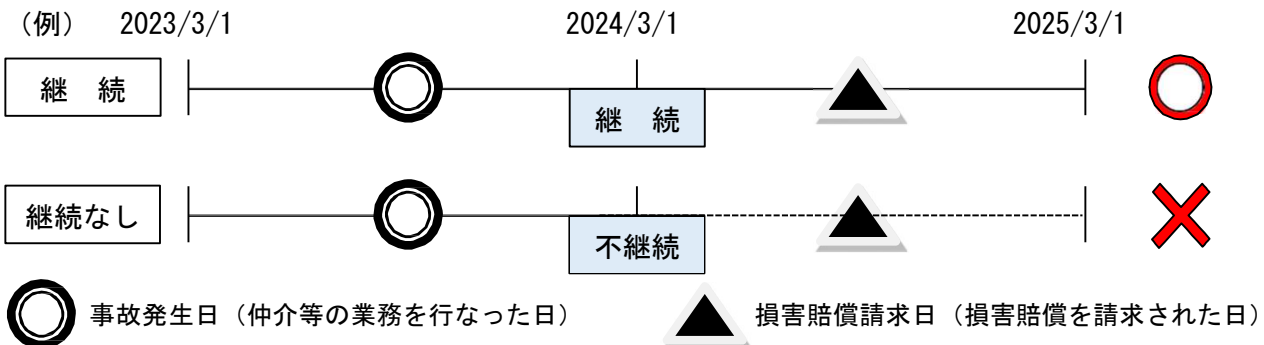 （例） 2023/3/1 2024/3/1 2025/3/1
継 続
継 続
継続なし
不継続
事故発生日（仲介等の業務を行なった日） 損害賠償請求日（損害賠償を請求された日）